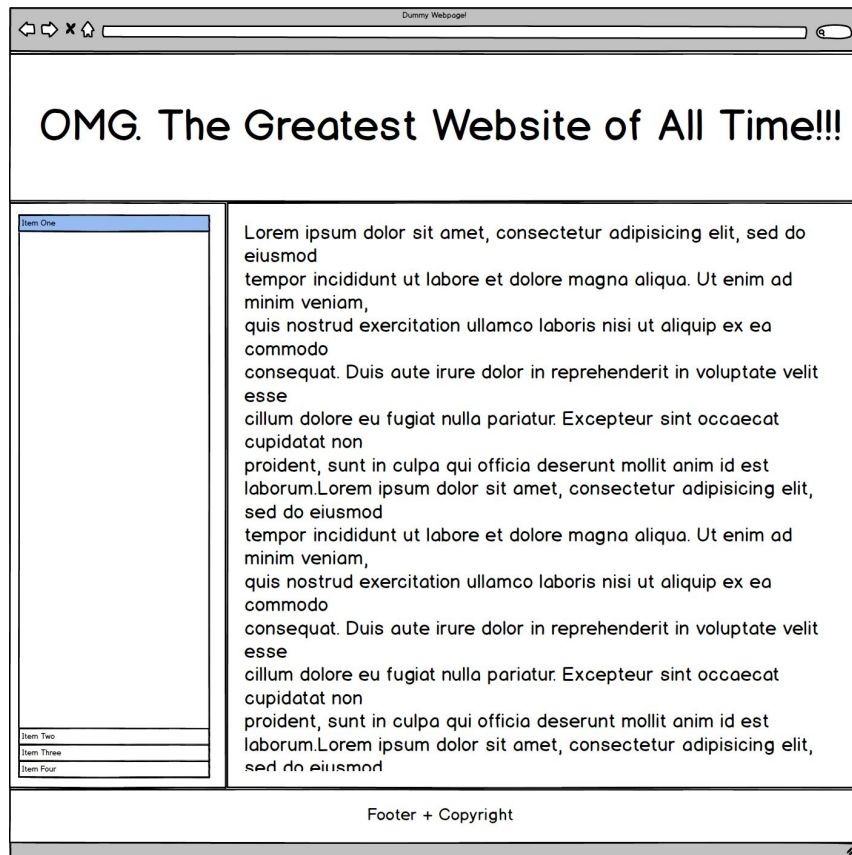 Dummy Webpage!
OMG. The Greatest Website of All Time!!!
Item One
Item Two
Item Three
Item Four
Lorem ipsum dolor sit amet, consectetur adipisicing elit, sed do
eiusmod
tempor incididunt ut labore et dolore magna aliqua. Ut enim ad
minim veniam,
quis nostrud exercitation ullamco laboris nisi ut aliquip ex ea
commodo
consequat. Duis aute irure dolor in reprehenderit in voluptate velit
esse
cillum dolore eu fugiat nulla pariatur. Excepteur sint occaecat
cupidatat non
proident, sunt in culpa qui officia deserunt mollit anim id est
laborum.Lorem ipsum dolor sit amet, consectetur adipisicing elit,
sed do eiusmod
tempor incididunt ut labore et dolore magna aliqua. Ut enim ad
minim veniam,
quis nostrud exercitation ullamco laboris nisi ut aliquip ex ea
commodo
consequat. Duis aute irure dolor in reprehenderit in voluptate velit
esse
cillum dolore eu fugiat nulla pariatur. Excepteur sint occaecat
cupidatat non
proident, sunt in culpa qui officia deserunt mollit anim id est
laborum.Lorem ipsum dolor sit amet, consectetur adipisicing elit,
sed do eiusmod
Footer + Copyright